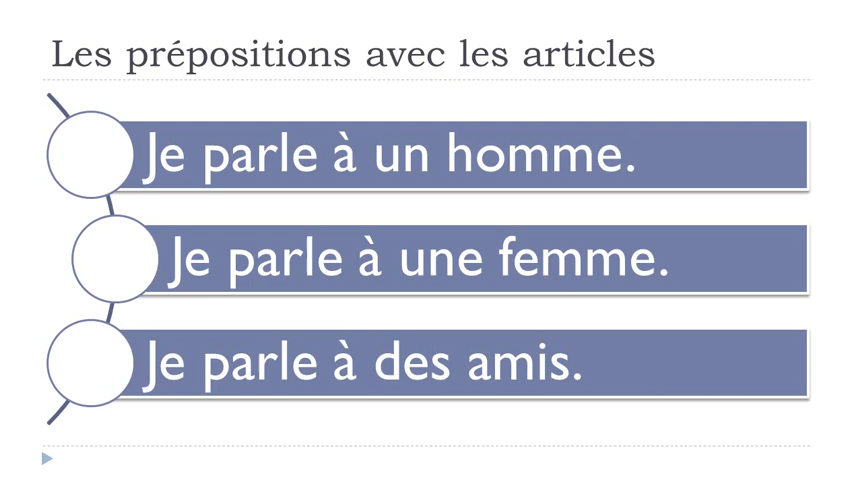 Les prépositions avec les articles
Je parle à un homme.
Je parle à une femme.
Je parle à des amis.